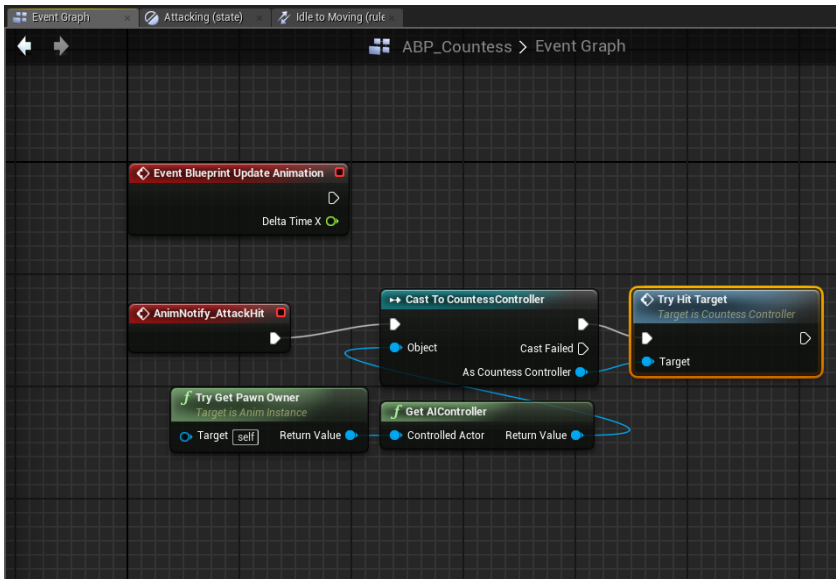 Event Graph
Attacking (state)
Idle to Moving (rule
ABP_Countess > Event Graph
Event Blueprint Update Animation
Delta Time X
AnimNotify_AttackHit
Cast To CountessController
Object
Cast Failed
As Countess Controller
Try Hit Target
Target is Countess Controller
Target
Try Get Pawn Owner
Target is Anim Instance
Target self Return Value
Get AIController
Controlled Actor Return Value